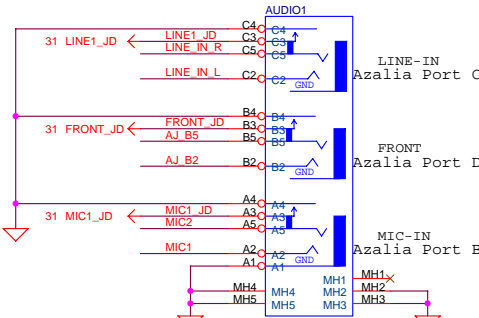 AUDIO1
C4 C4
31 LINE1_JD LINE1_JD C3 C3
LINE_IN_R C5 C5
LINE-IN
LINE_IN_L C2 C2
GND
Azalia Port C
B4 B4
31 FRONT_JD FRONT_JD B3 B3
AJ_B5 B5 B5
FRONT
AJ_B2 B2 B2
GND
Azalia Port D
A4 A4
31 MIC1_JD MIC1_JD A3 A3
MIC2 A5 A5
MIC-IN
MIC1 A2 A2
GND
Azalia Port B
A1 A1
MH1 MH1
MH4 MH4 MH2 MH2
MH5 MH5 MH3 MH3